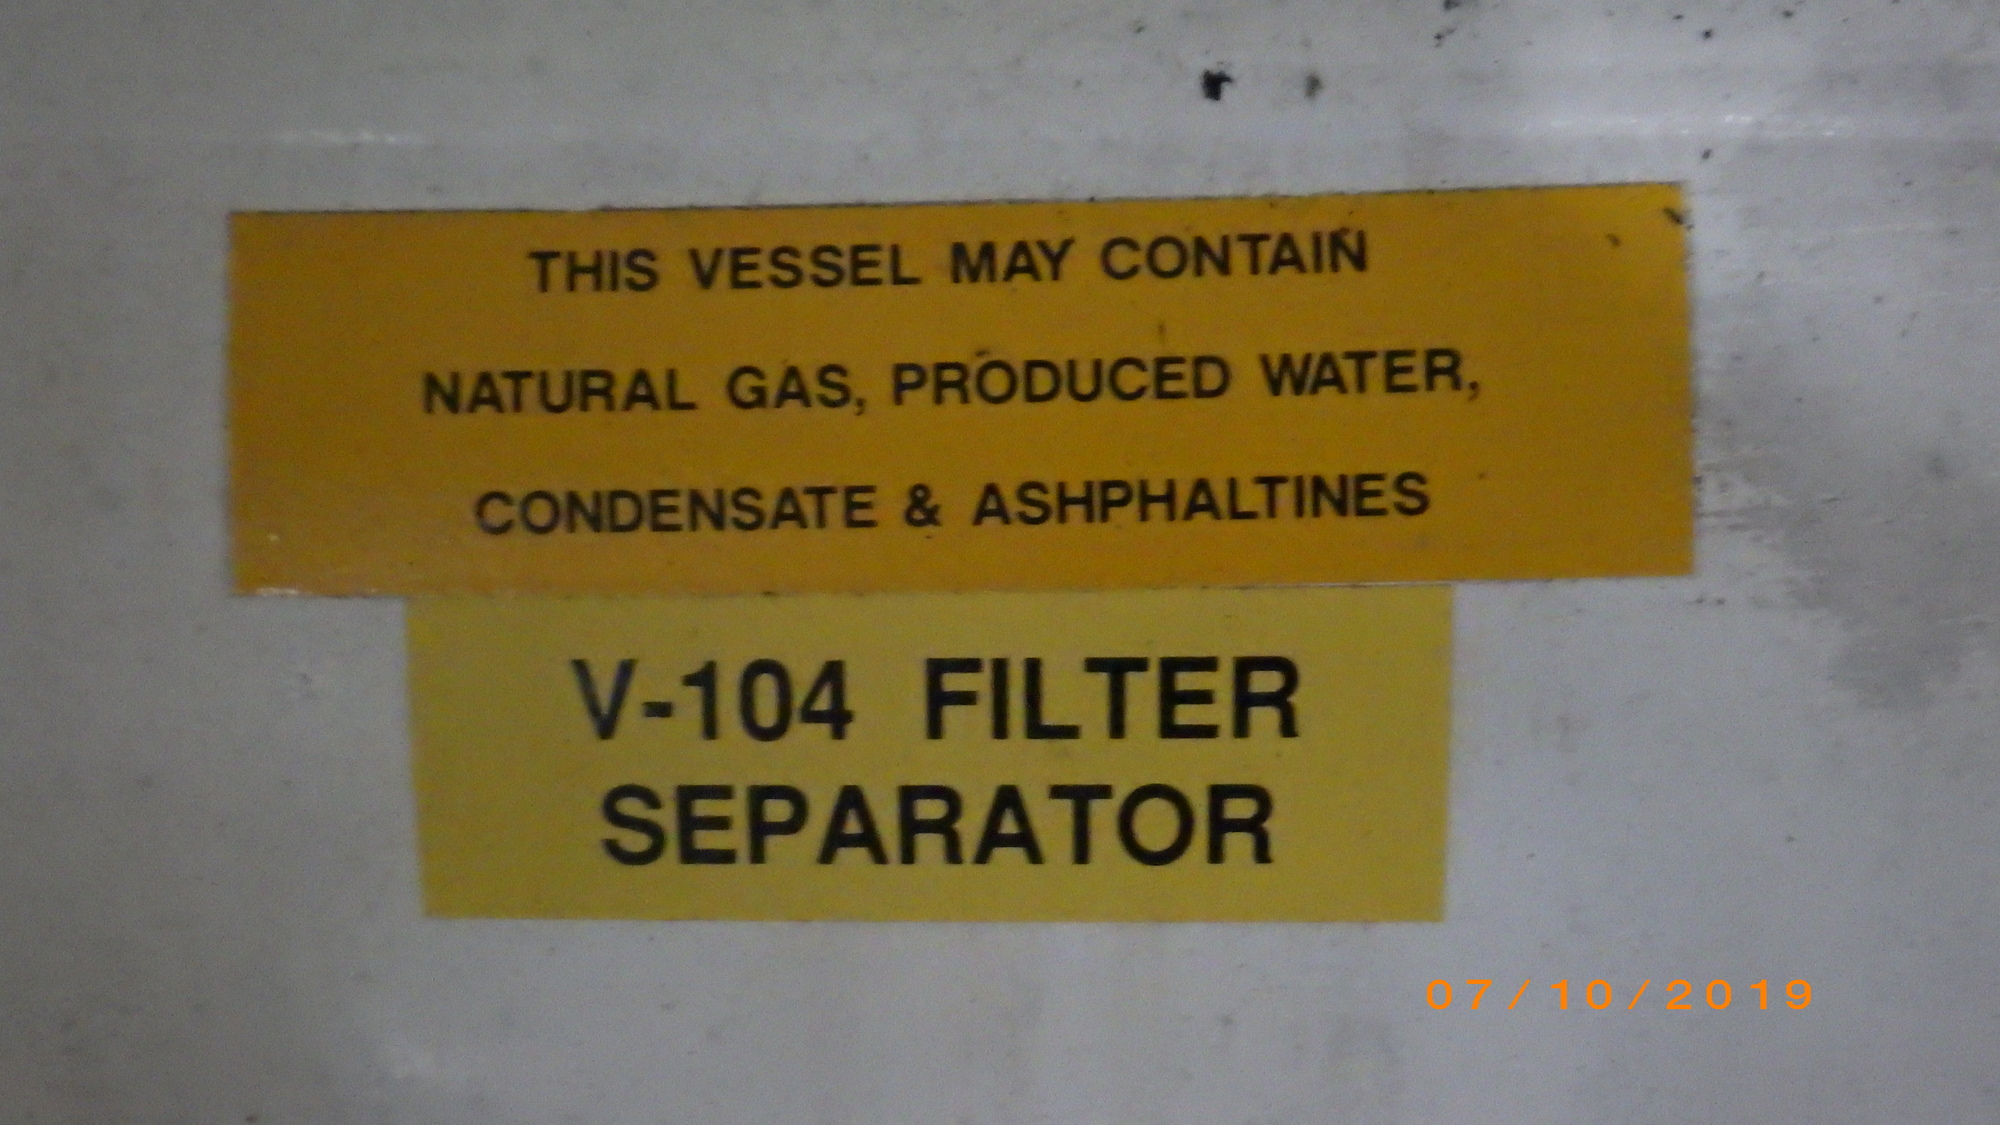 THIS VESSEL MAY CONTAIN
NATURAL GAS, PRODUCED WATER,
CONDENSATE & ASHPHALTINES
V-104 FILTER
SEPARATOR
07/10/2019